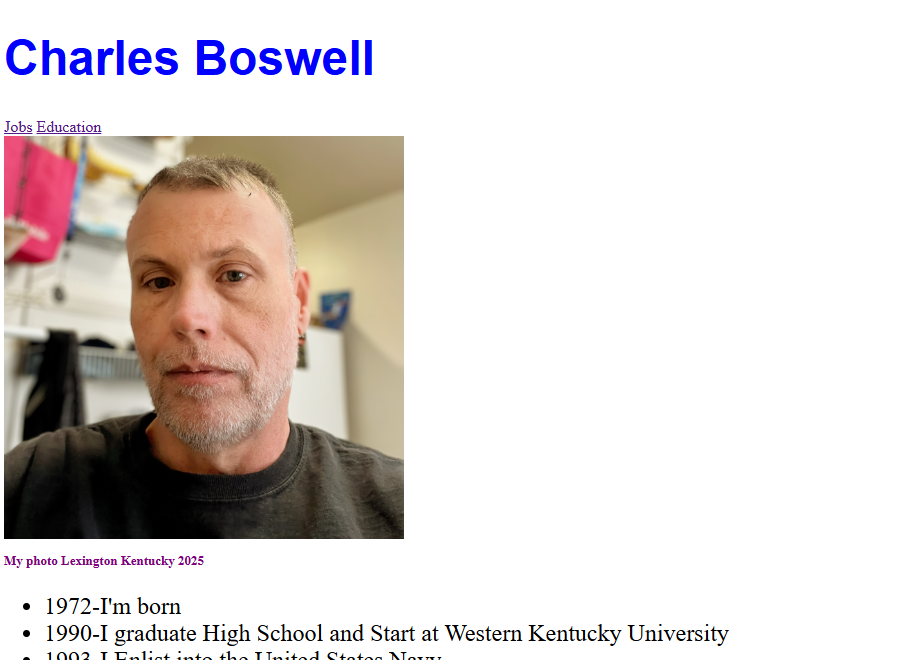 Charles Boswell
Jobs Education
My photo Lexington Kentucky 2025
1972-I'm born
1990-I graduate High School and Start at Western Kentucky University
1993-I Enlist into the United States Navy